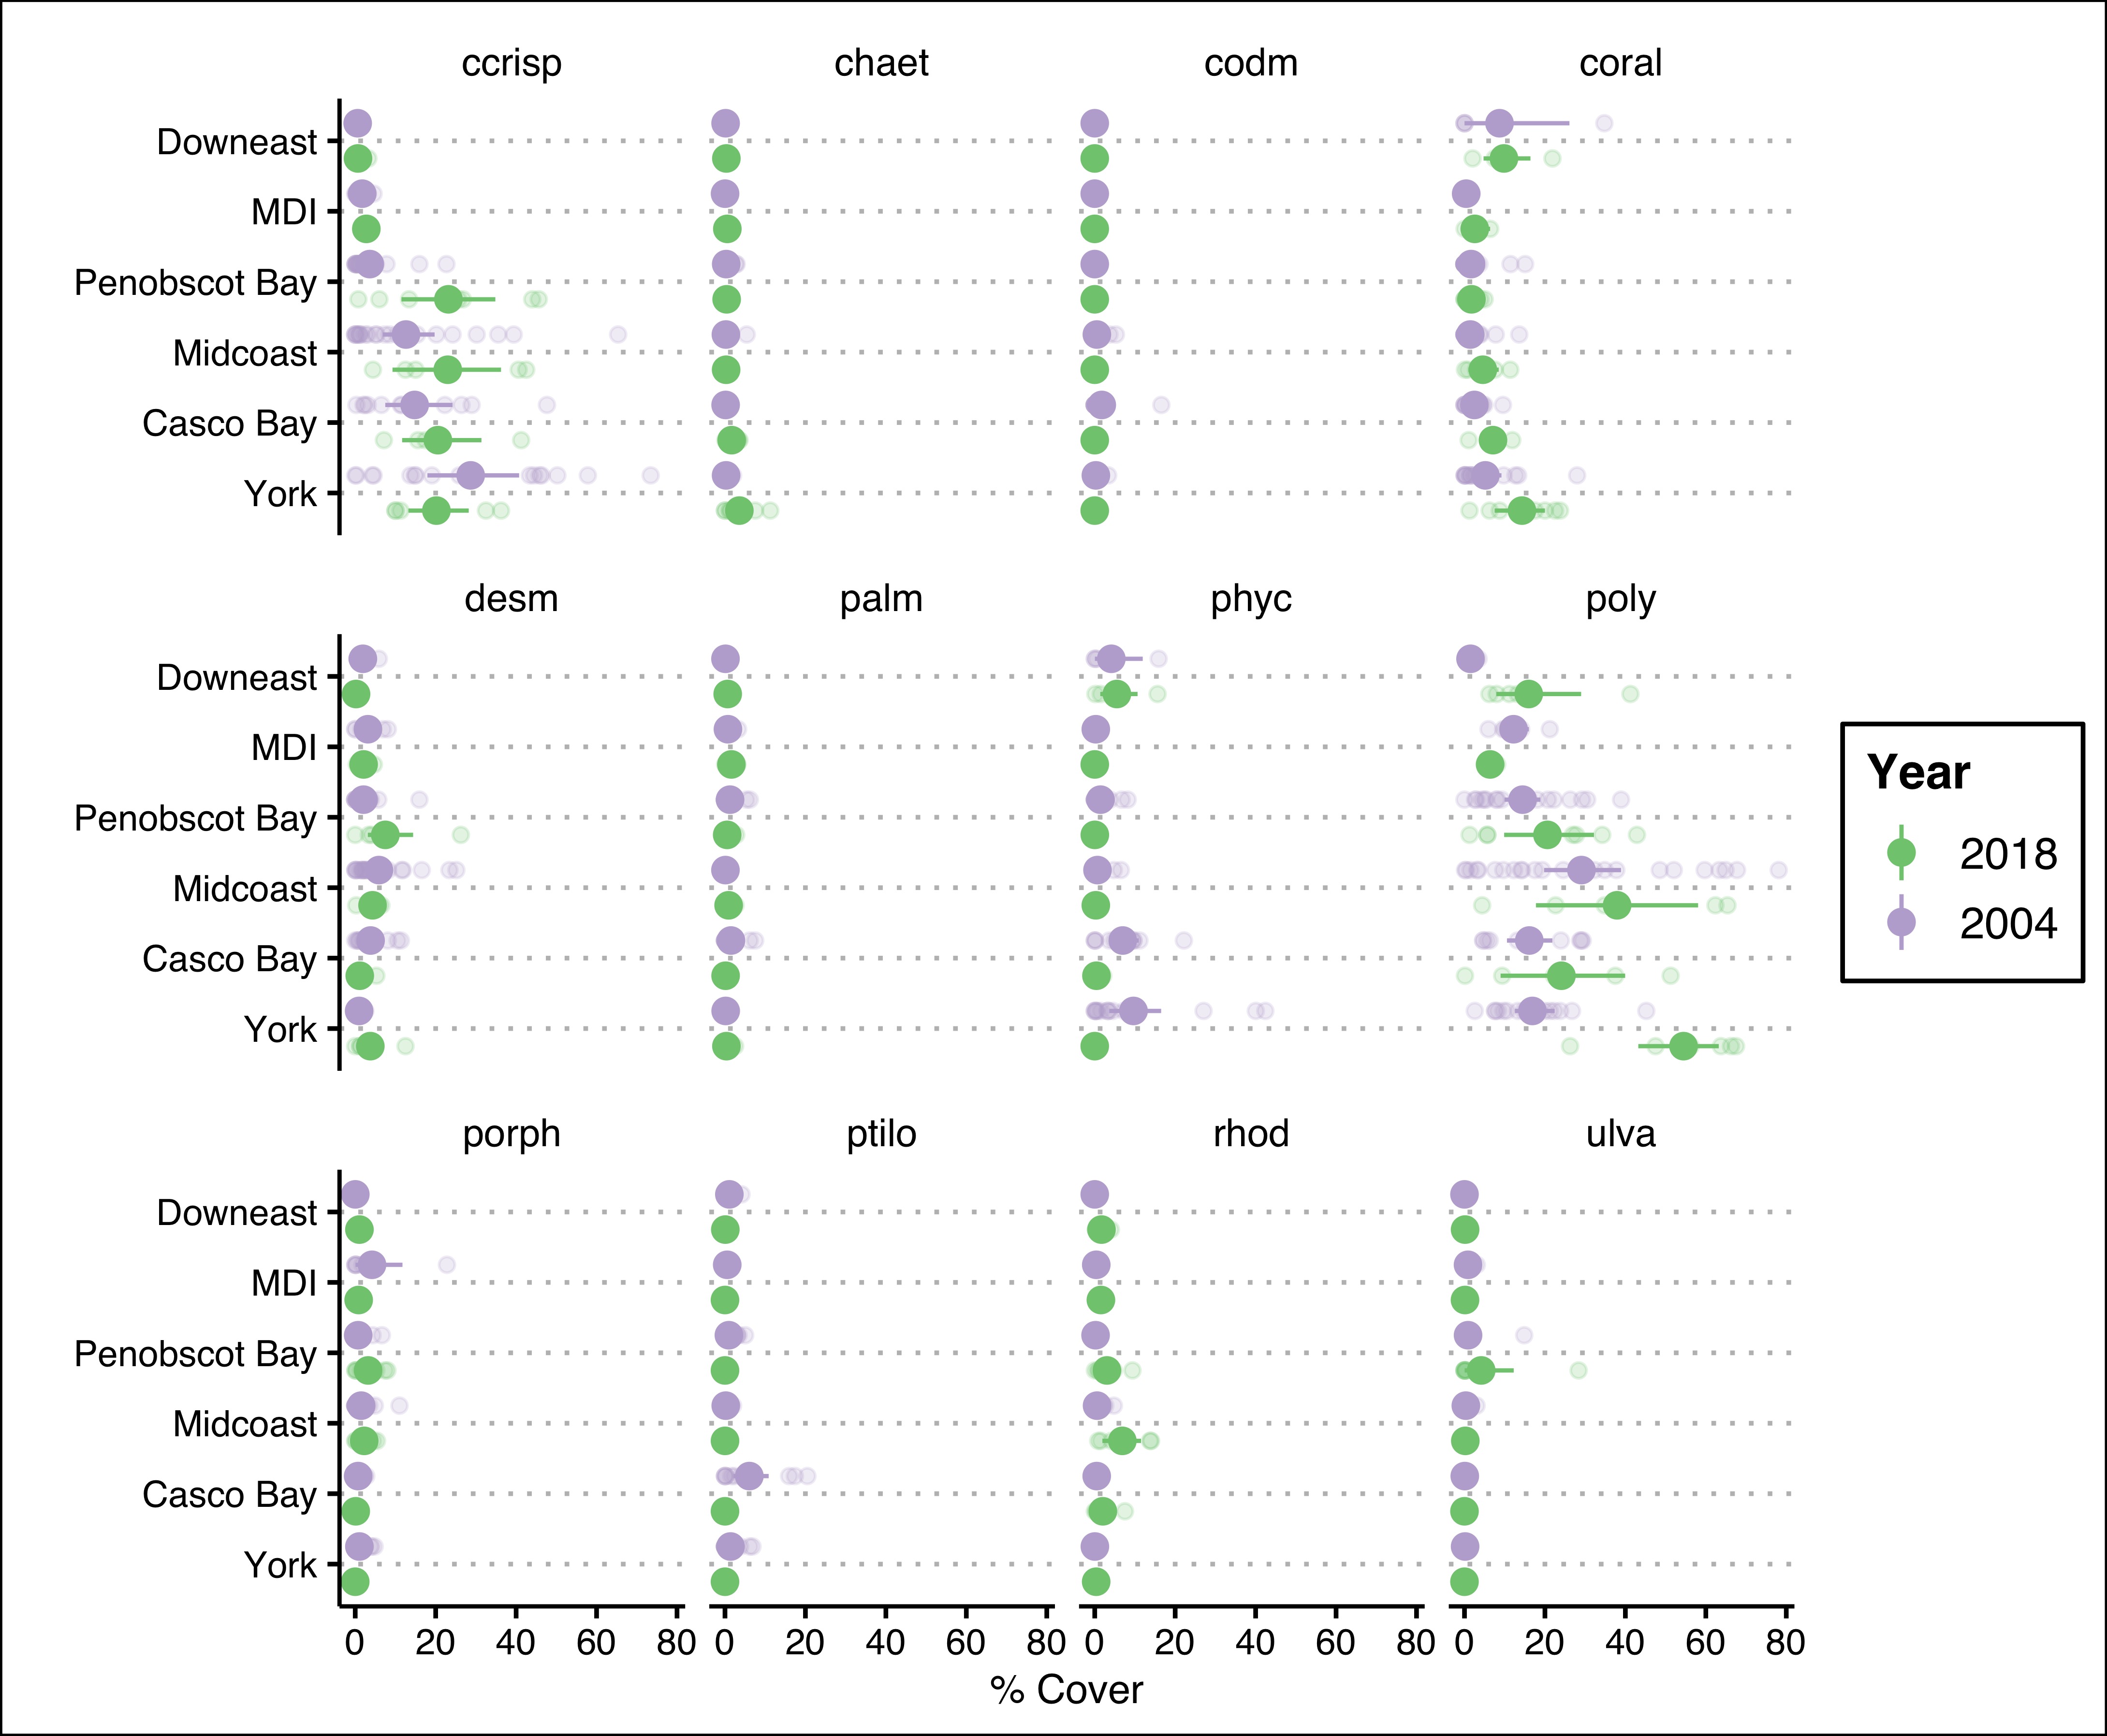 ccrisp chaet codm coral
Downeast
MDI
Penobscot Bay
Midcoast
Casco Bay
York
desm palm phyc poly
Downeast
MDI
Penobscot Bay
Midcoast
Casco Bay
York
Year
2018
2004
porph ptilo rhod ulva
Downeast
MDI
Penobscot Bay
Midcoast
Casco Bay
York
0 20 40 60 80 0 20 40 60 80 0 20 40 60 80 0 20 40 60 80
% Cover